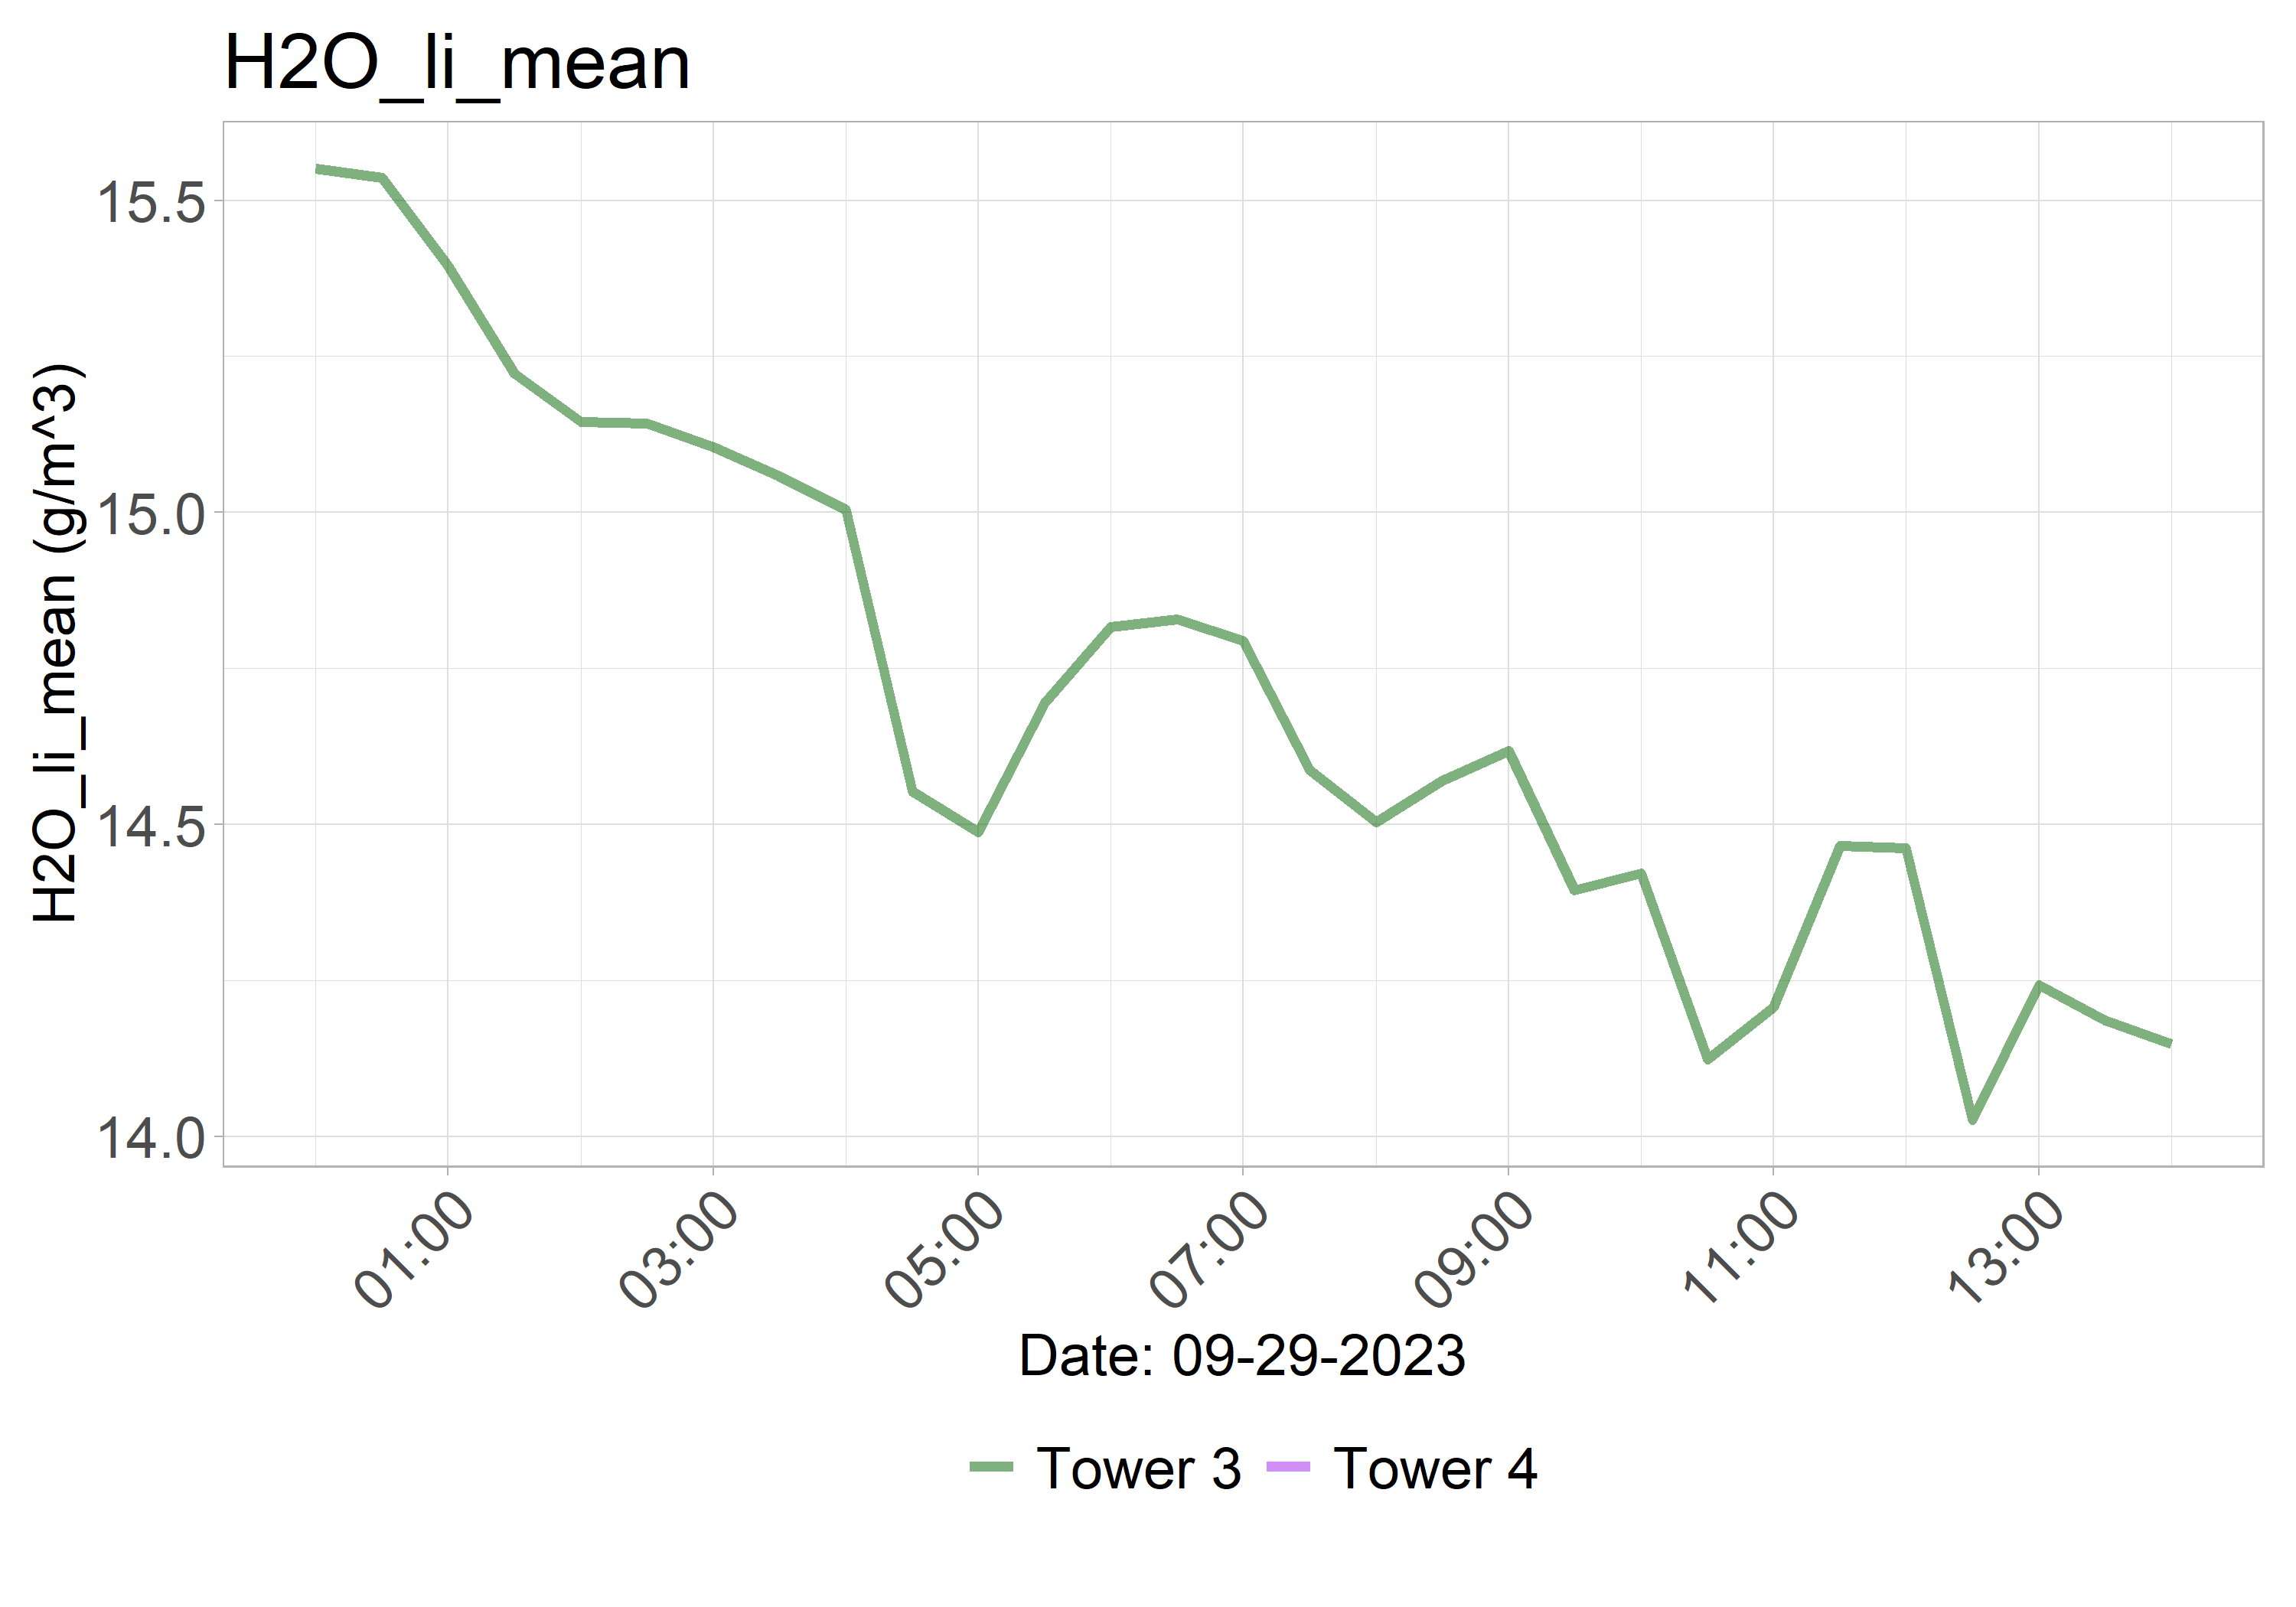 H2O_li_mean
H2O_li_mean (g/m^3)
15.5
15.0
14.5
14.0
01:00
03:00
05:00
07:00
09:00
11:00
13:00
Date: 09-29-2023
Tower 3
Tower 4